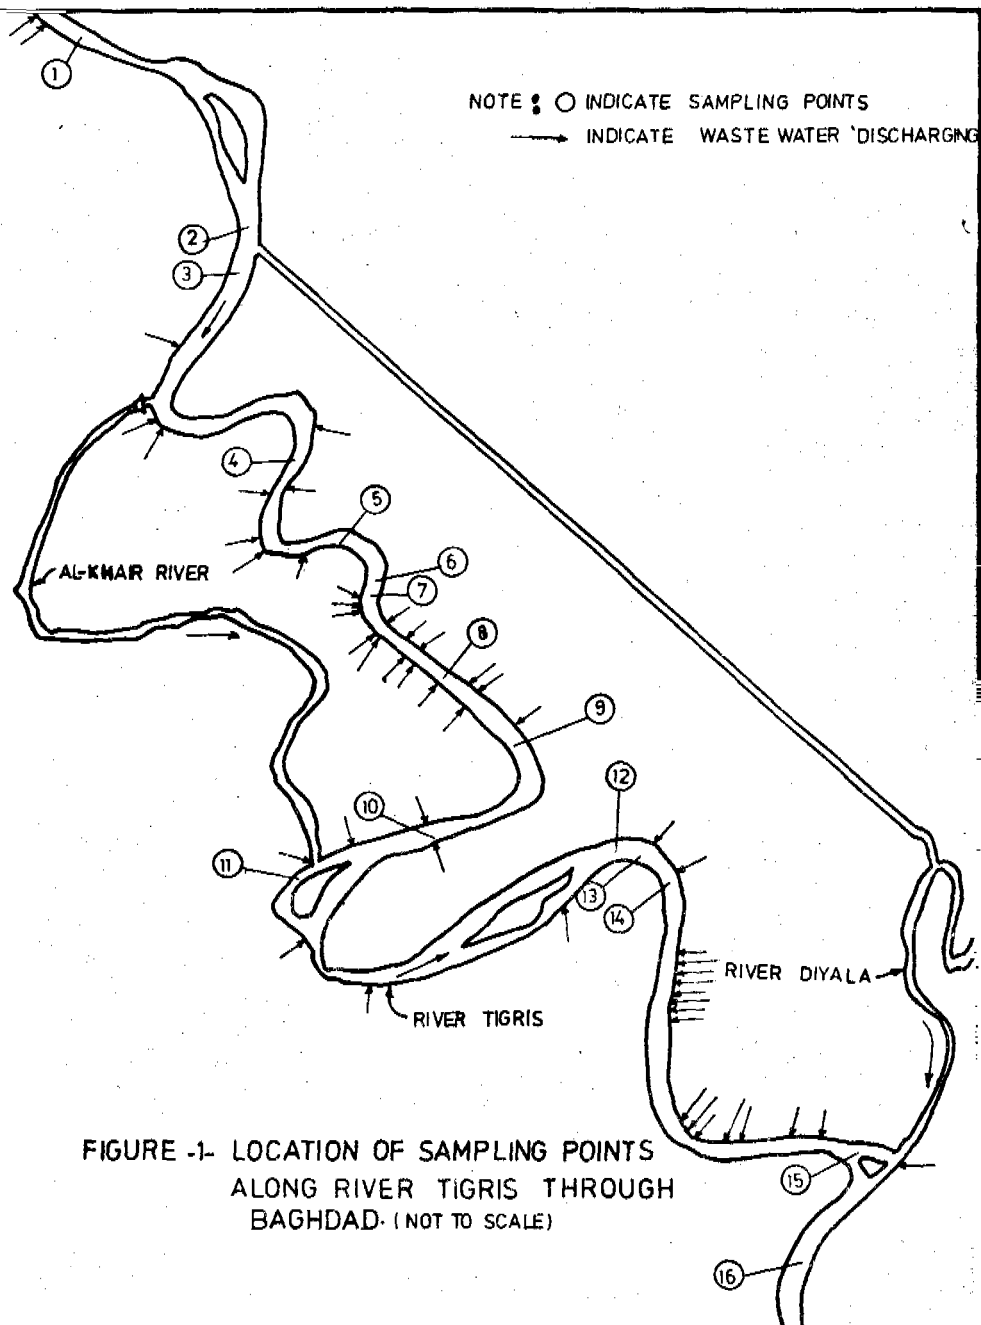 1
NOTE : ○ INDICATE SAMPLING POINTS
→ INDICATE WASTE WATER 'DISCHARGING
2
3
4
5
6
AL-KHAIR RIVER
7
8
9
12
10
11
13
14
RIVER DIYALA
RIVER TIGRIS
FIGURE -1- LOCATION OF SAMPLING POINTS
ALONG RIVER TIGRIS THROUGH
BAGHDAD. (NOT TO SCALE)
15
16